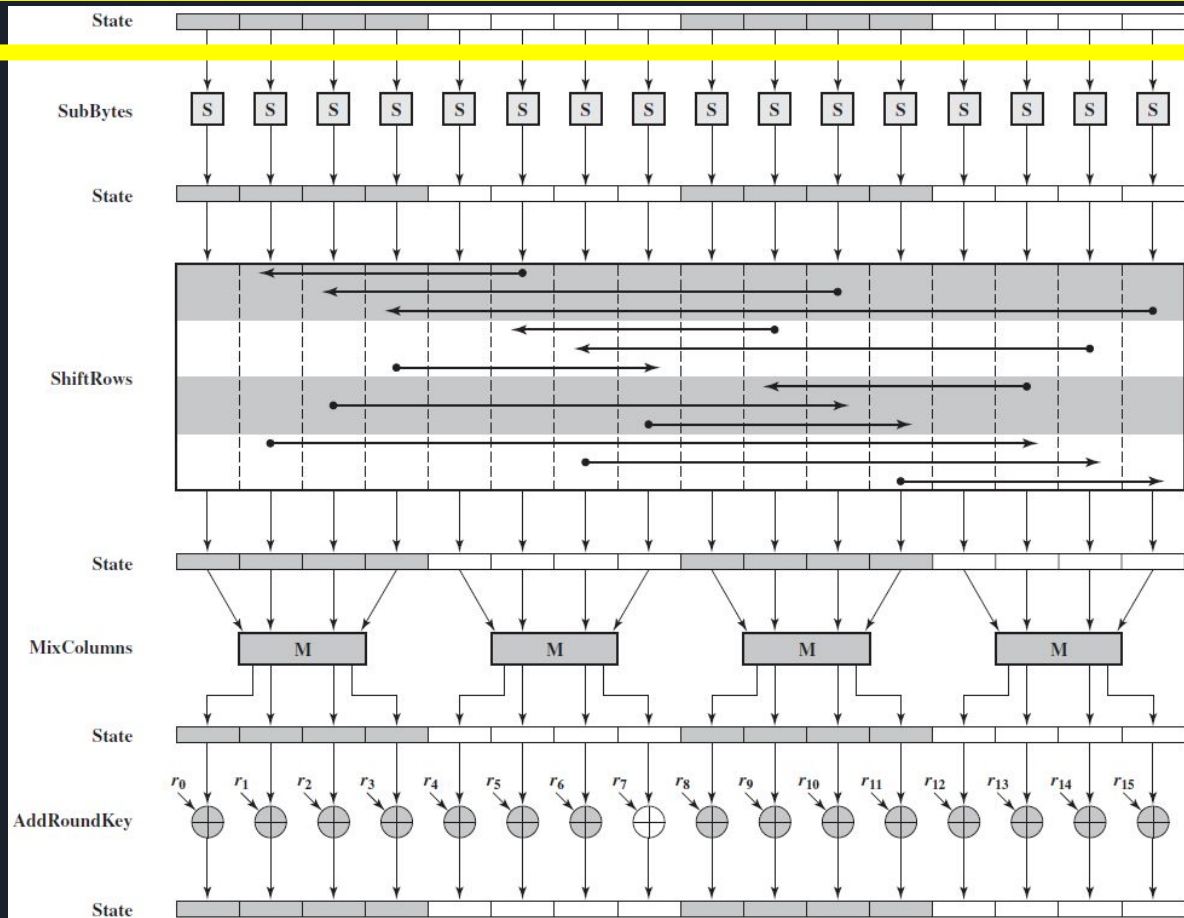 State
SubBytes S S S S S S S S S S S S S S S S
State
ShiftRows
State
MixColumns M M M M
State
r0 r1 r2 r3 r4 r5 r6 r7 r8 r9 r10 r11 r12 r13 r14 r15
AddRoundKey
State